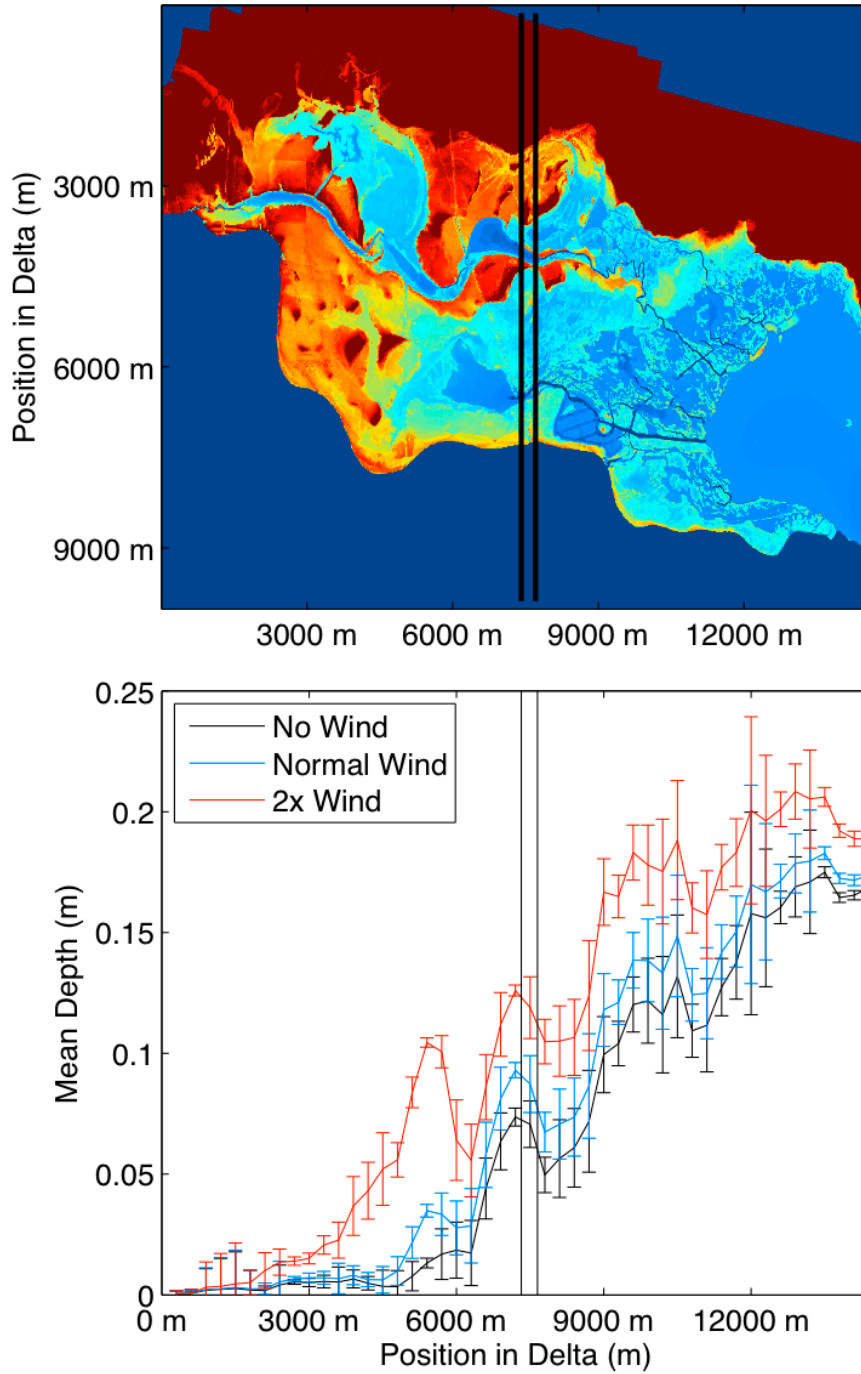 Position in Delta (m)
3000 m
6000 m
9000 m
3000 m
6000 m
9000 m
12000 m
Mean Depth (m)
0.25
0.2
0.15
0.1
0.05
0
No Wind
Normal Wind
2x Wind
0 m
3000 m
6000 m
9000 m
12000 m
Position in Delta (m)